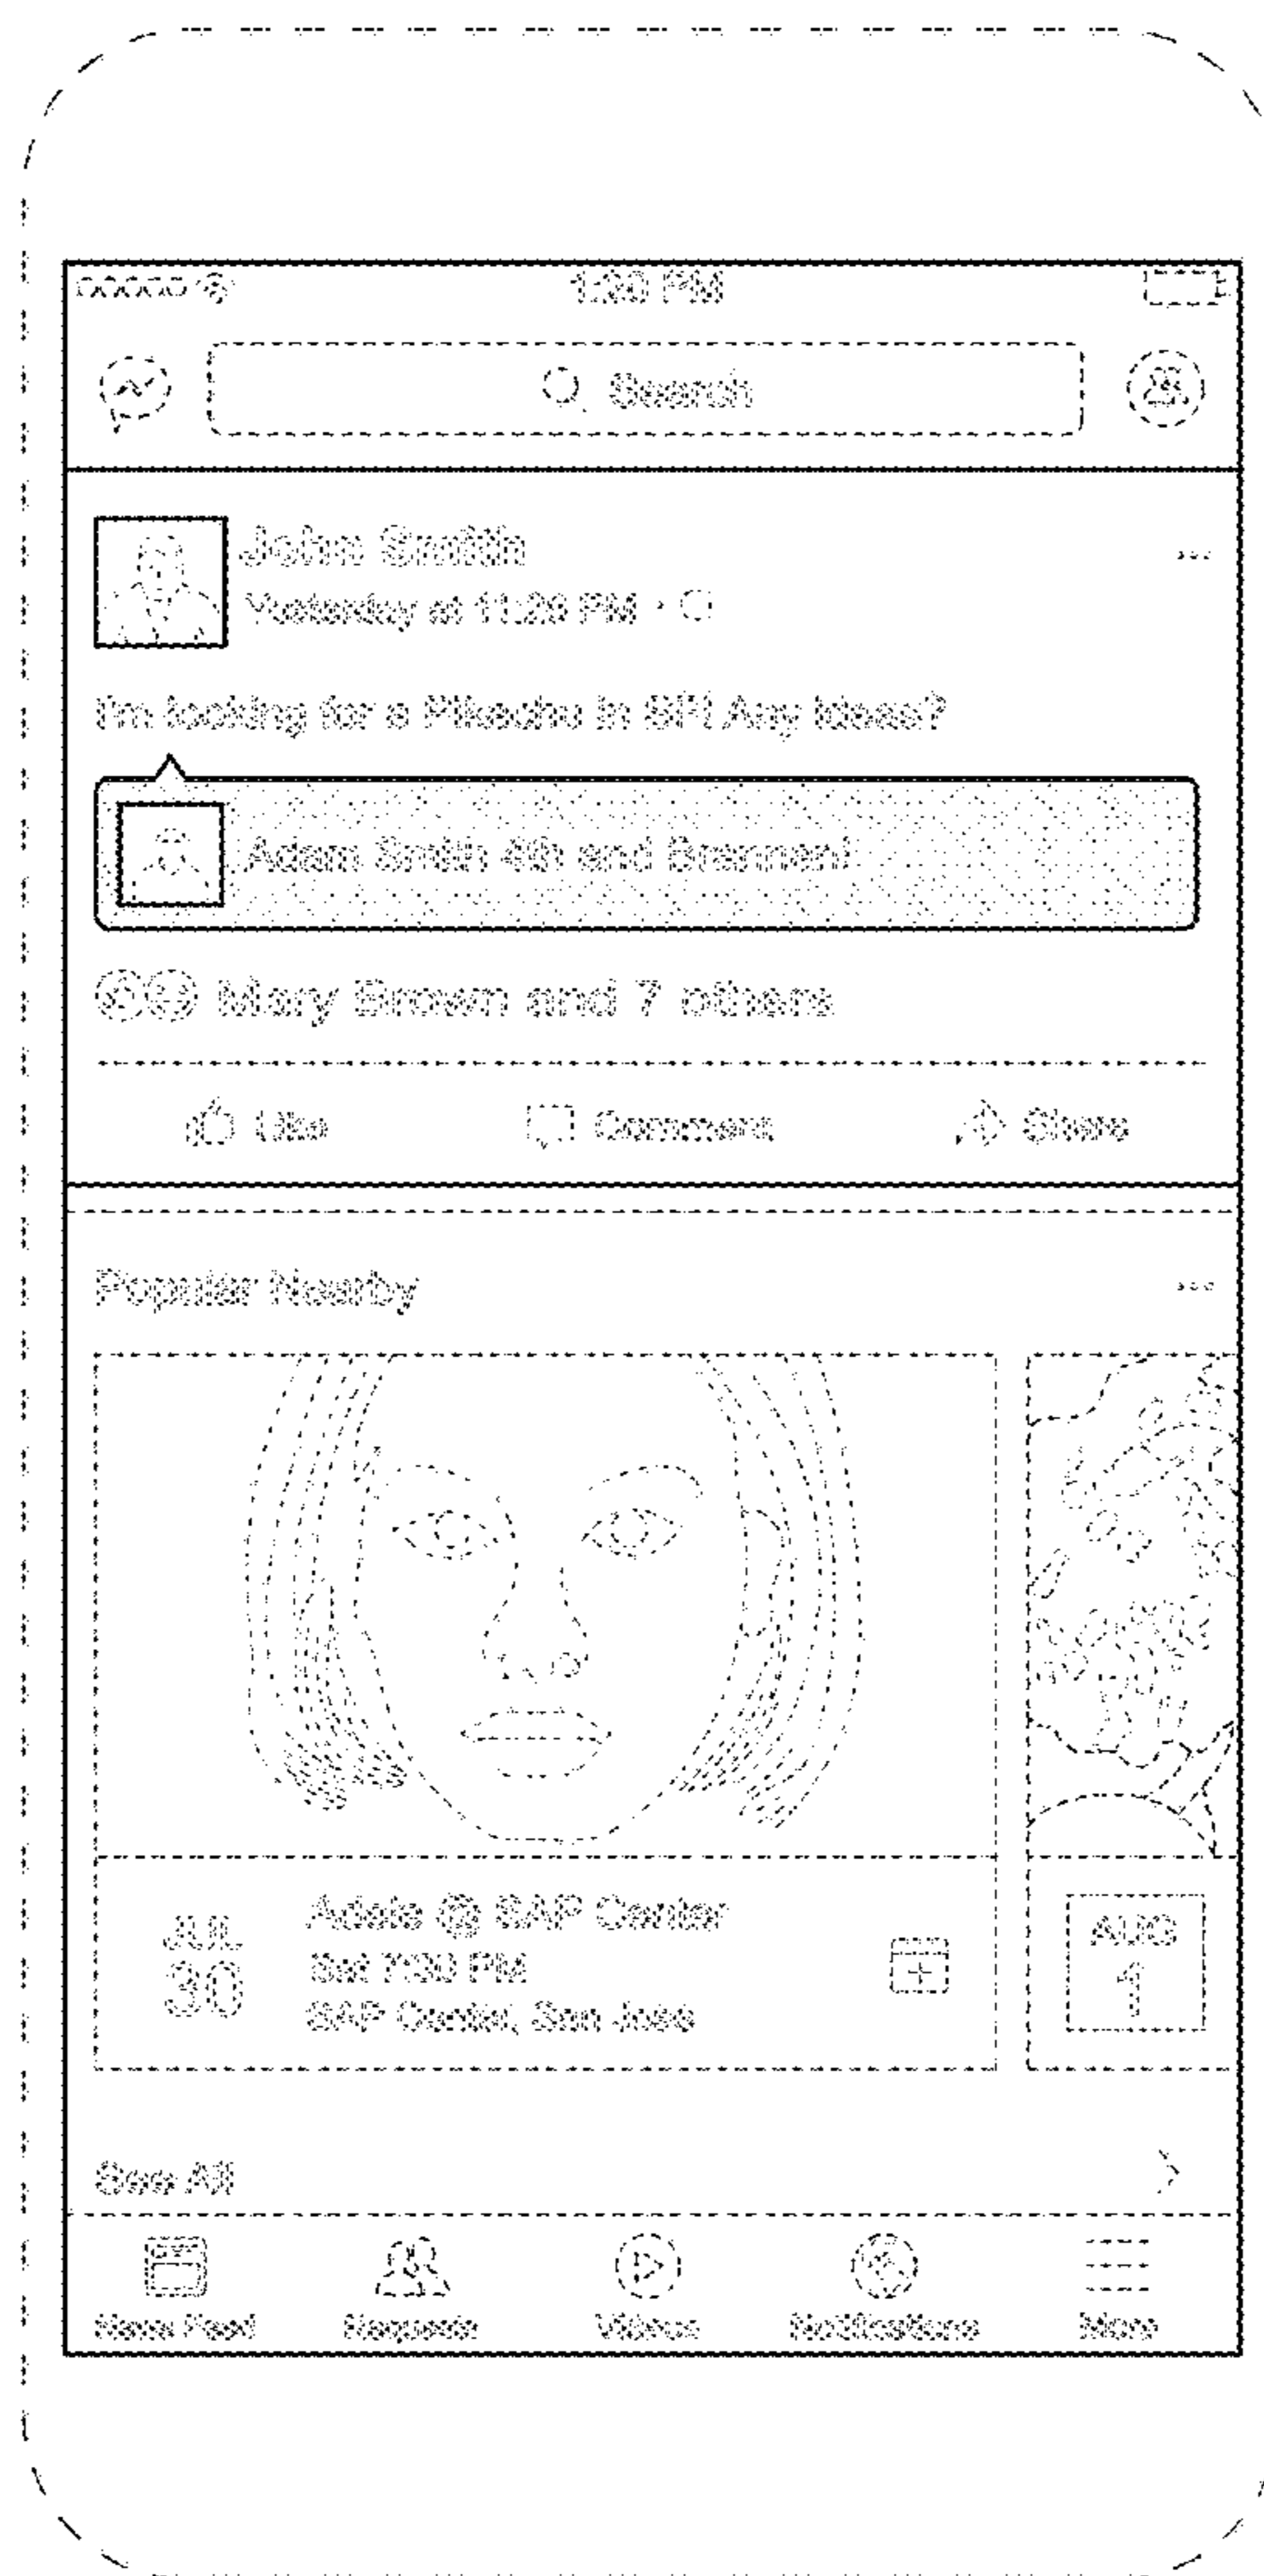 1:20 PM
Search
John Smith
Yesterday at 11:28 PM ·
I'm looking for a Pikachu in SF! Any Ideas?
Adam Smith 4th and Brannan!
Mary Brown and 7 others
Like Comment Share
Popular Nearby
JUL
30
Adele @ SAP Center
Sat 7:30 PM
SAP Center, San Jose
AUG
1
See All
News Feed Requests Videos Notifications More